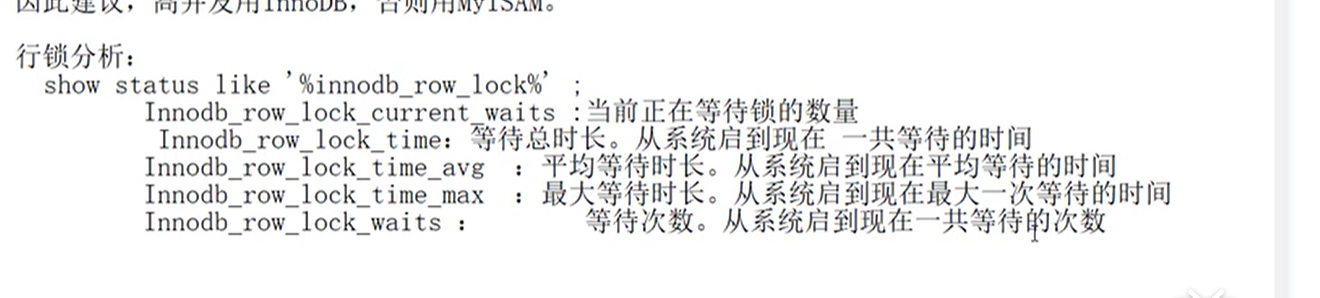 因此建议，高并发用InnoDB，否则用MyISAM。
行锁分析：
show status like '%innodb_row_lock%' ;
Innodb_row_lock_current_waits :当前正在等待锁的数量
Innodb_row_lock_time：等待总时长。从系统启到现在 一共等待的时间
Innodb_row_lock_time_avg ：平均等待时长。从系统启到现在平均等待的时间
Innodb_row_lock_time_max ：最大等待时长。从系统启到现在最大一次等待的时间
Innodb_row_lock_waits ： 等待次数。从系统启到现在一共等待的次数